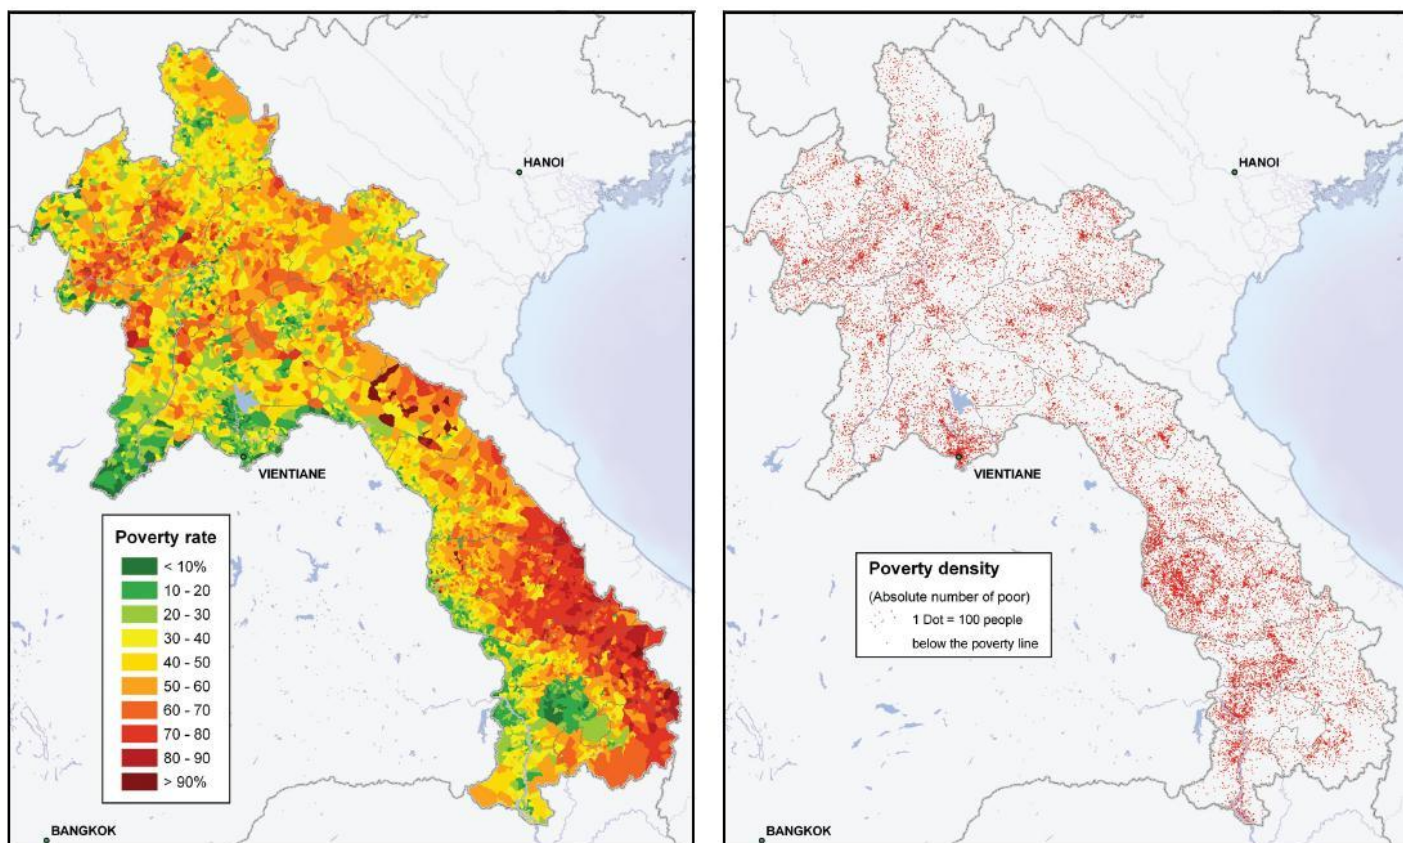 HANOI
VIENTIANE
Poverty rate
< 10%
10 - 20
20 - 30
30 - 40
40 - 50
50 - 60
60 - 70
70 - 80
80 - 90
> 90%
BANGKOK
HANOI
VIENTIANE
Poverty density
(Absolute number of poor)
1 Dot = 100 people
below the poverty line
BANGKOK